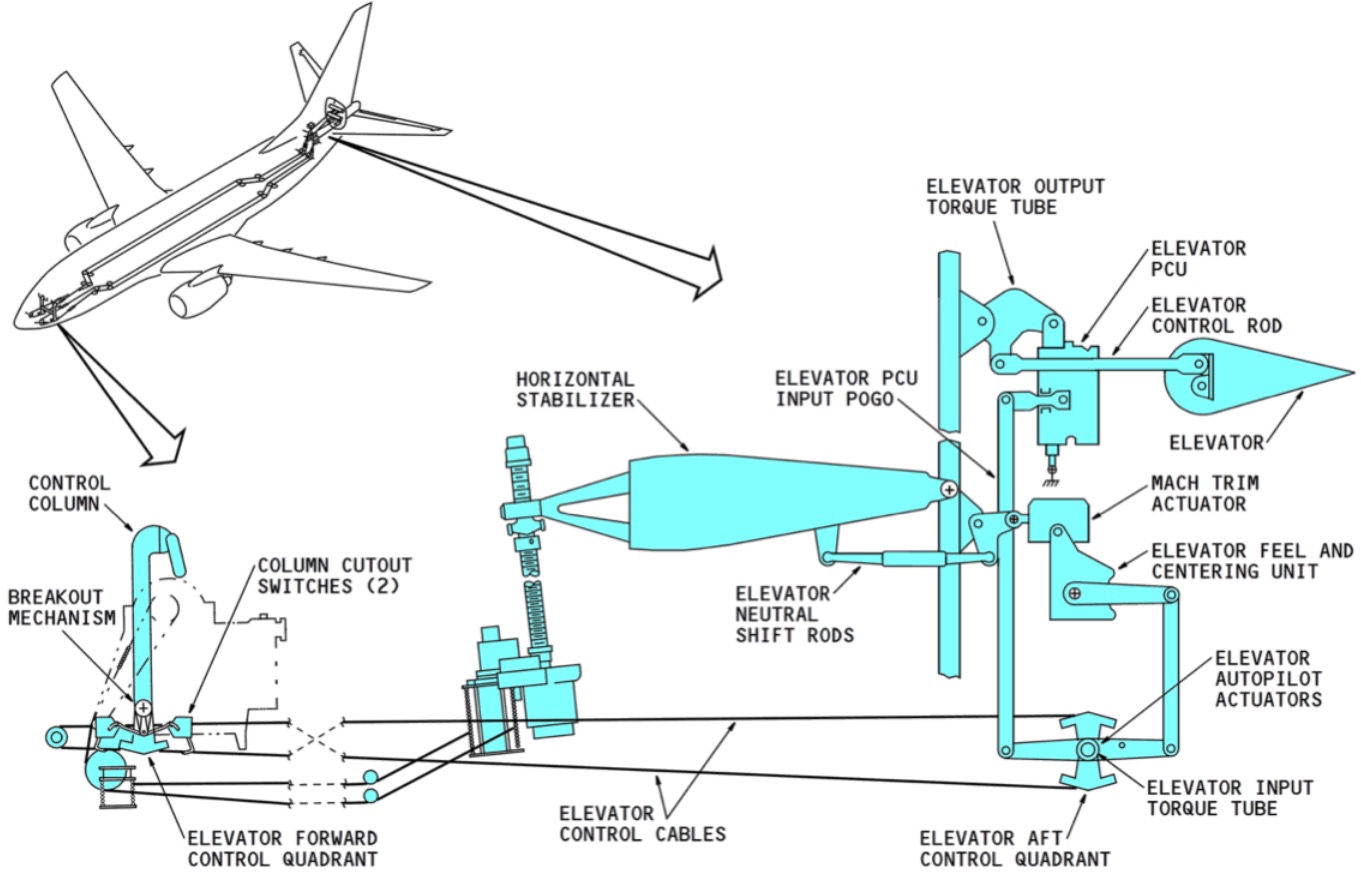 ELEVATOR OUTPUT
TORQUE TUBE
ELEVATOR
PCU
ELEVATOR
CONTROL ROD
HORIZONTAL
STABILIZER
ELEVATOR PCU
INPUT POGO
ELEVATOR
CONTROL
COLUMN
MACH TRIM
ACTUATOR
COLUMN CUTOUT
SWITCHES (2)
ELEVATOR FEEL AND
CENTERING UNIT
BREAKOUT
MECHANISM
ELEVATOR
NEUTRAL
SHIFT RODS
ELEVATOR
AUTOPILOT
ACTUATORS
ELEVATOR INPUT
TORQUE TUBE
ELEVATOR
CONTROL CABLES
ELEVATOR FORWARD
CONTROL QUADRANT
ELEVATOR AFT
CONTROL QUADRANT